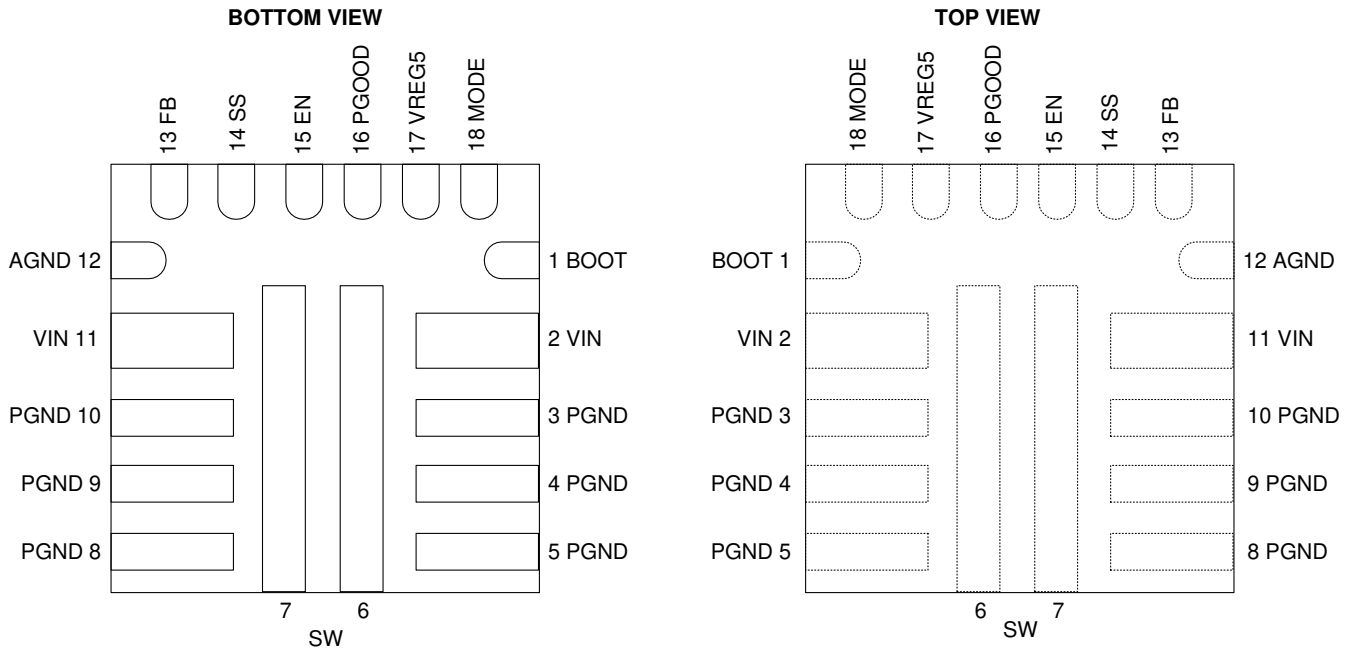 BOTTOM VIEW
13 FB
14 SS
15 EN
16 PGOOD
17 VREG5
18 MODE
AGND 12
1 BOOT
VIN 11
2 VIN
PGND 10
3 PGND
PGND 9
4 PGND
PGND 8
5 PGND
7
6
SW
TOP VIEW
18 MODE
17 VREG5
16 PGOOD
15 EN
14 SS
13 FB
BOOT 1
12 AGND
VIN 2
11 VIN
PGND 3
10 PGND
PGND 4
9 PGND
PGND 5
8 PGND
6
7
SW